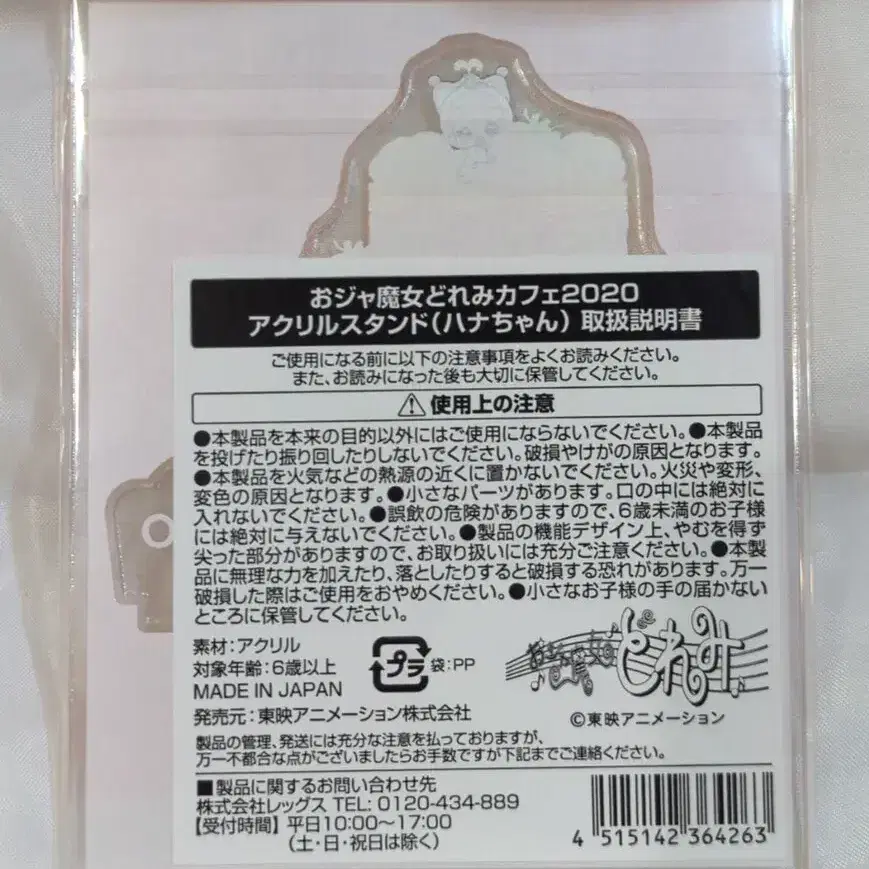 おジャ魔女どれみカフェ2020
アクリルスタンド(ハナちゃん) 取扱説明書
ご使用になる前に以下の注意事項をよくお読みください。
また、お読みになった後も大切に保管してください。
⚠使用上の注意
●本製品を本来の目的以外にはご使用にならないでください。●本製品
を投げたり振り回したりしないでください。破損やけがの原因となります。
●本製品を火気などの熱源の近くに置かないでください。火災や変形、
変色の原因となります。●小さなパーツがあります。口の中には絶対に
入れないでください。●誤飲の危険がありますので、6歳未満のお子様
には絶対に与えないでください。●製品の機能デザイン上、やむを得ず
尖った部分がありますので、お取り扱いには充分ご注意ください。●本製
品に無理な力を加えたり、落としたりすると破損する恐れがあります。万一
破損した際はご使用をおやめください。●小さなお子様の手の届かない
ところに保管してください。
素材:アクリル
対象年齢:6歳以上
MADE IN JAPAN
プラ 袋:PP
おジャ魔女どれみ
©東映アニメーション
発売元:東映アニメーション株式会社
製品の管理、発送には充分な注意を払っておりますが、
万一不都合な点がございましたらお手数ですが下記までご連絡ください。
■製品に関するお問い合わせ先
株式会社レッグス TEL: 0120-434-889
【受付時間】平日10:00〜17:00
(土・日・祝日は除く)
4 515142 364263